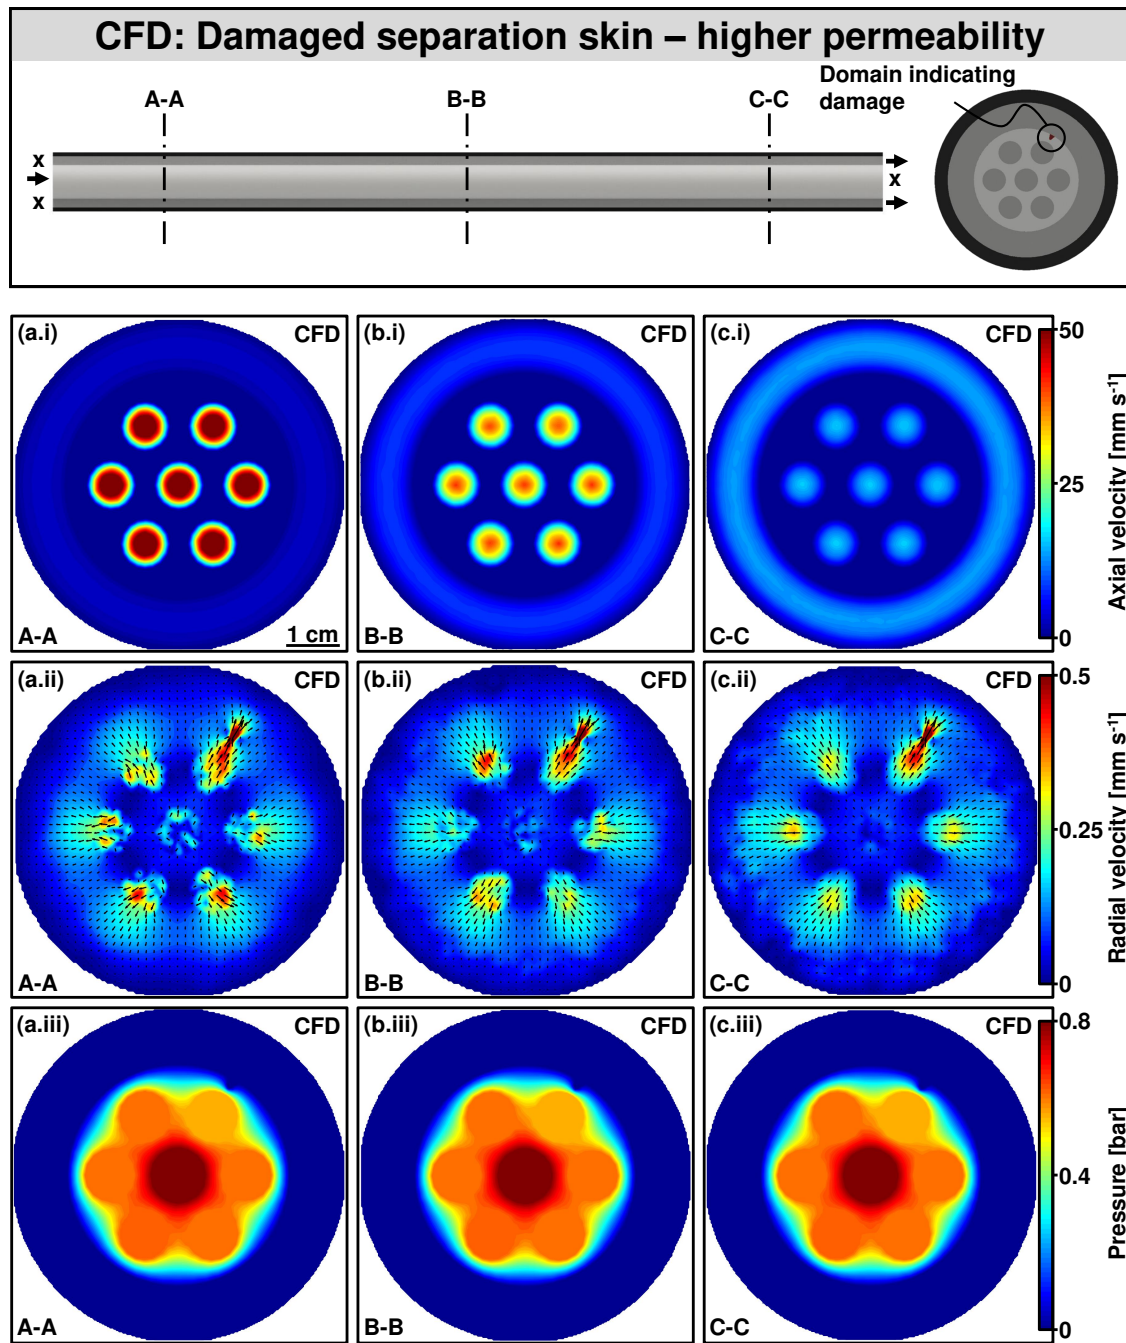 CFD: Damaged separation skin – higher permeability
A-A
B-B
C-C
Domain indicating
damage
x
x
x
(a.i)
CFD
A-A
1 cm
(b.i)
CFD
B-B
(c.i)
CFD
C-C
50
25
0
Axial velocity [mm s⁻¹]
(a.ii)
CFD
A-A
(b.ii)
CFD
B-B
(c.ii)
CFD
C-C
0.5
0.25
0
Radial velocity [mm s⁻¹]
(a.iii)
CFD
A-A
(b.iii)
CFD
B-B
(c.iii)
CFD
C-C
0.8
0.4
0
Pressure [bar]